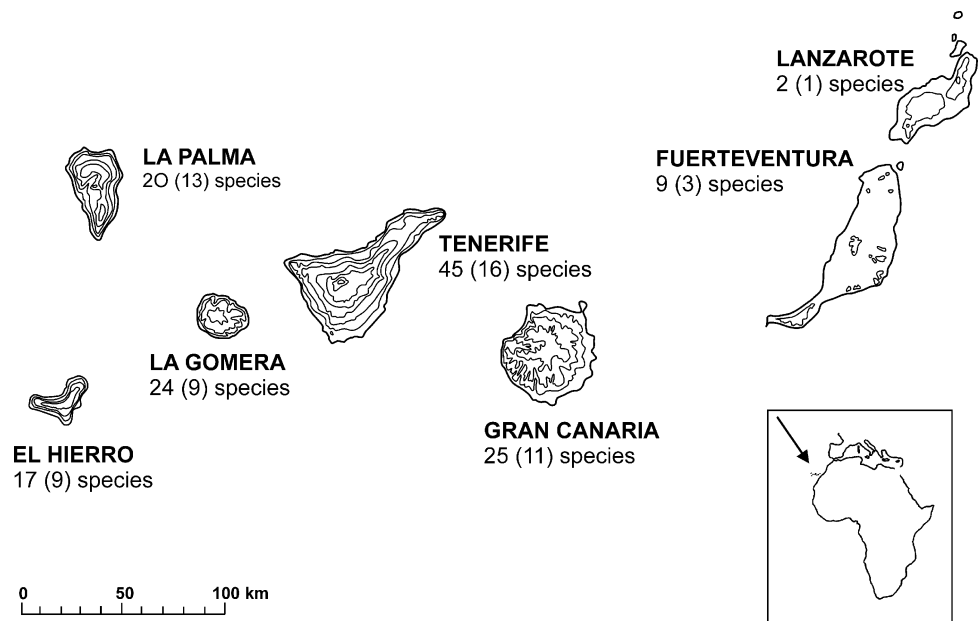 LANZAROTE
2 (1) species
LA PALMA
2O (13) species
FUERTEVENTURA
9 (3) species
TENERIFE
45 (16) species
LA GOMERA
24 (9) species
GRAN CANARIA
25 (11) species
EL HIERRO
17 (9) species
0 50 100 km